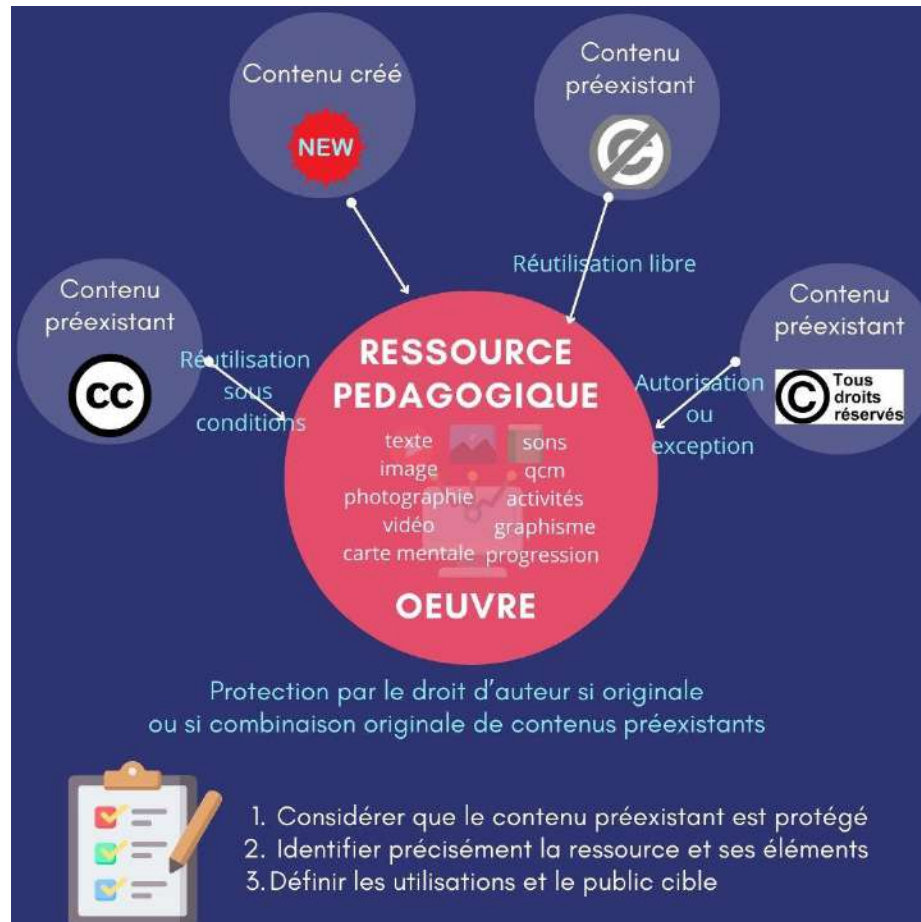 Contenu créé
NEW
Contenu
préexistant
Réutilisation libre
Contenu
préexistant
CC
Réutilisation
sous
conditions
Contenu
préexistant
© Tous
droits
réservés
Autorisation
ou
exception
RESSOURCE
PEDAGOGIQUE
texte
image
photographie
vidéo
carte mentale
sons
qcm
activités
graphisme
progression
OEUVRE
Protection par le droit d'auteur si originale
ou si combinaison originale de contenus préexistants
1. Considérer que le contenu préexistant est protégé
2. Identifier précisément la ressource et ses éléments
3. Définir les utilisations et le public cible